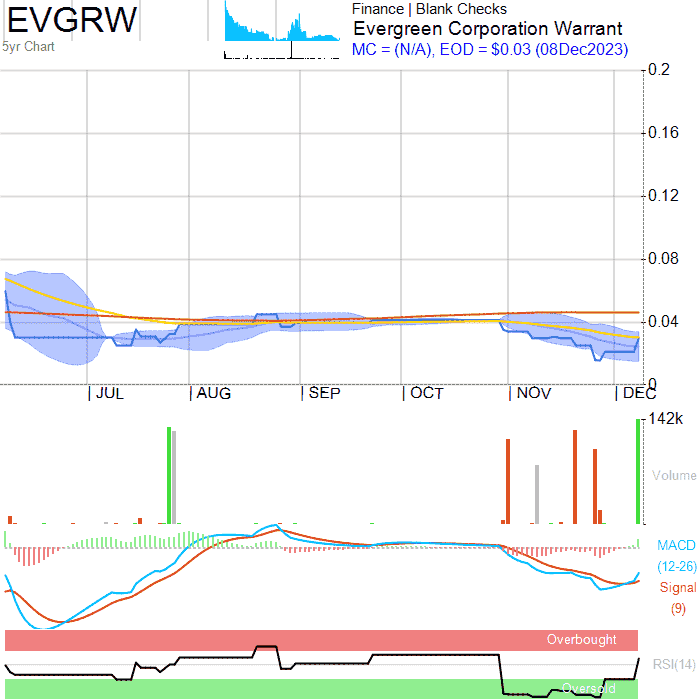 EVGRW
5yr Chart
Finance | Blank Checks
Evergreen Corporation Warrant
MC = (N/A), EOD = $0.03 (08Dec2023)
0.2
0.16
0.12
0.08
0.04
0
JUL AUG SEP OCT NOV DEC
142k
Volume
MACD
(12-26)
Signal
(9)
Overbought
RSI(14)
Oversold